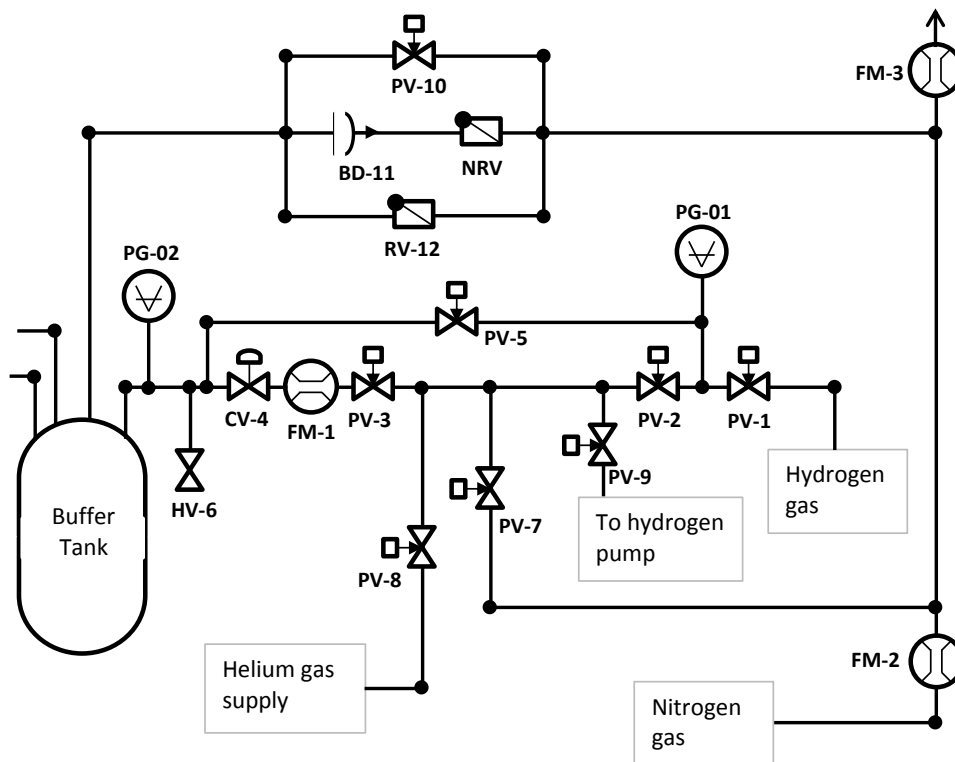 PV-10
FM-3
BD-11
NRV
RV-12
PG-01
PG-02
PV-5
CV-4
FM-1
PV-3
PV-2
PV-1
HV-6
PV-9
Hydrogen
gas
PV-7
To hydrogen
pump
Buffer
Tank
PV-8
FM-2
Helium gas
supply
Nitrogen
gas